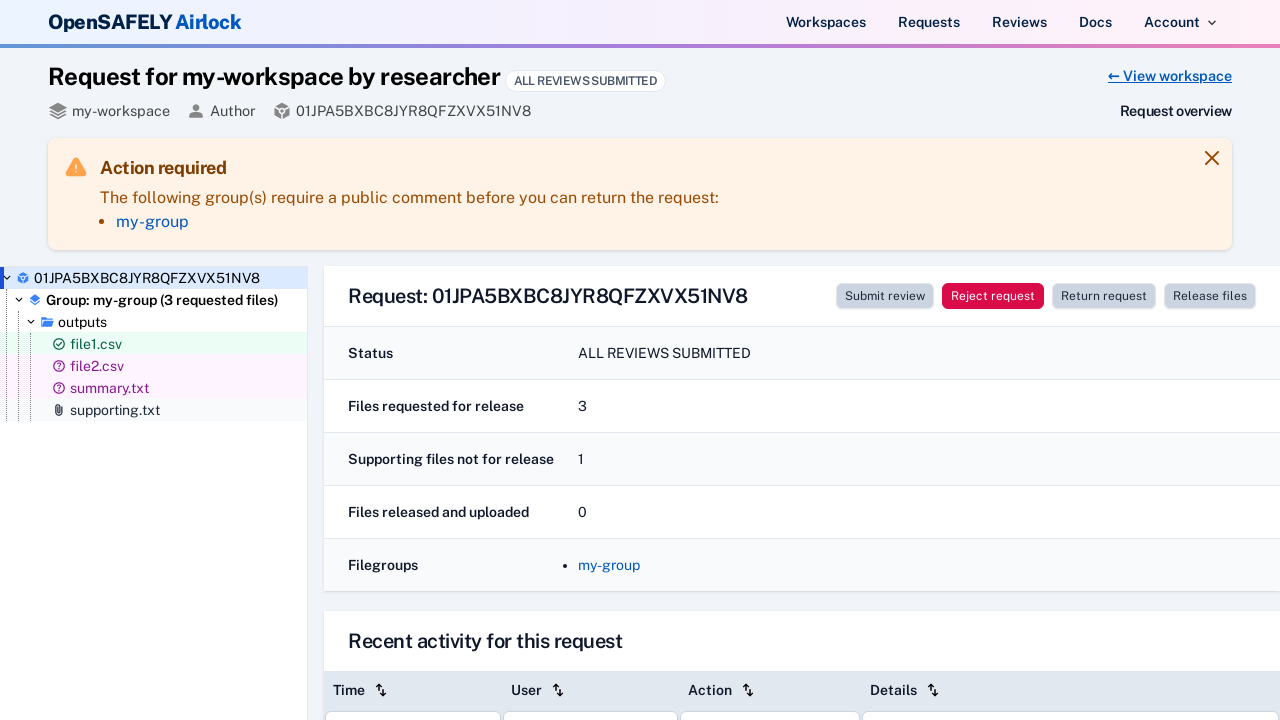 OpenSAFELY Airlock
Workspaces
Requests
Reviews
Docs
Account
Request for my-workspace by researcher
ALL REVIEWS SUBMITTED
← View workspace
my-workspace
Author
01JPA5BXBC8JYR8QFZXVX51NV8
Request overview
Action required
The following group(s) require a public comment before you can return the request:
my-group
01JPA5BXBC8JYR8QFZXVX51NV8
Group: my-group (3 requested files)
outputs
file1.csv
file2.csv
summary.txt
supporting.txt
Request: 01JPA5BXBC8JYR8QFZXVX51NV8
Submit review
Reject request
Return request
Release files
Status
ALL REVIEWS SUBMITTED
Files requested for release
3
Supporting files not for release
1
Files released and uploaded
0
Filegroups
my-group
Recent activity for this request
Time
User
Action
Details